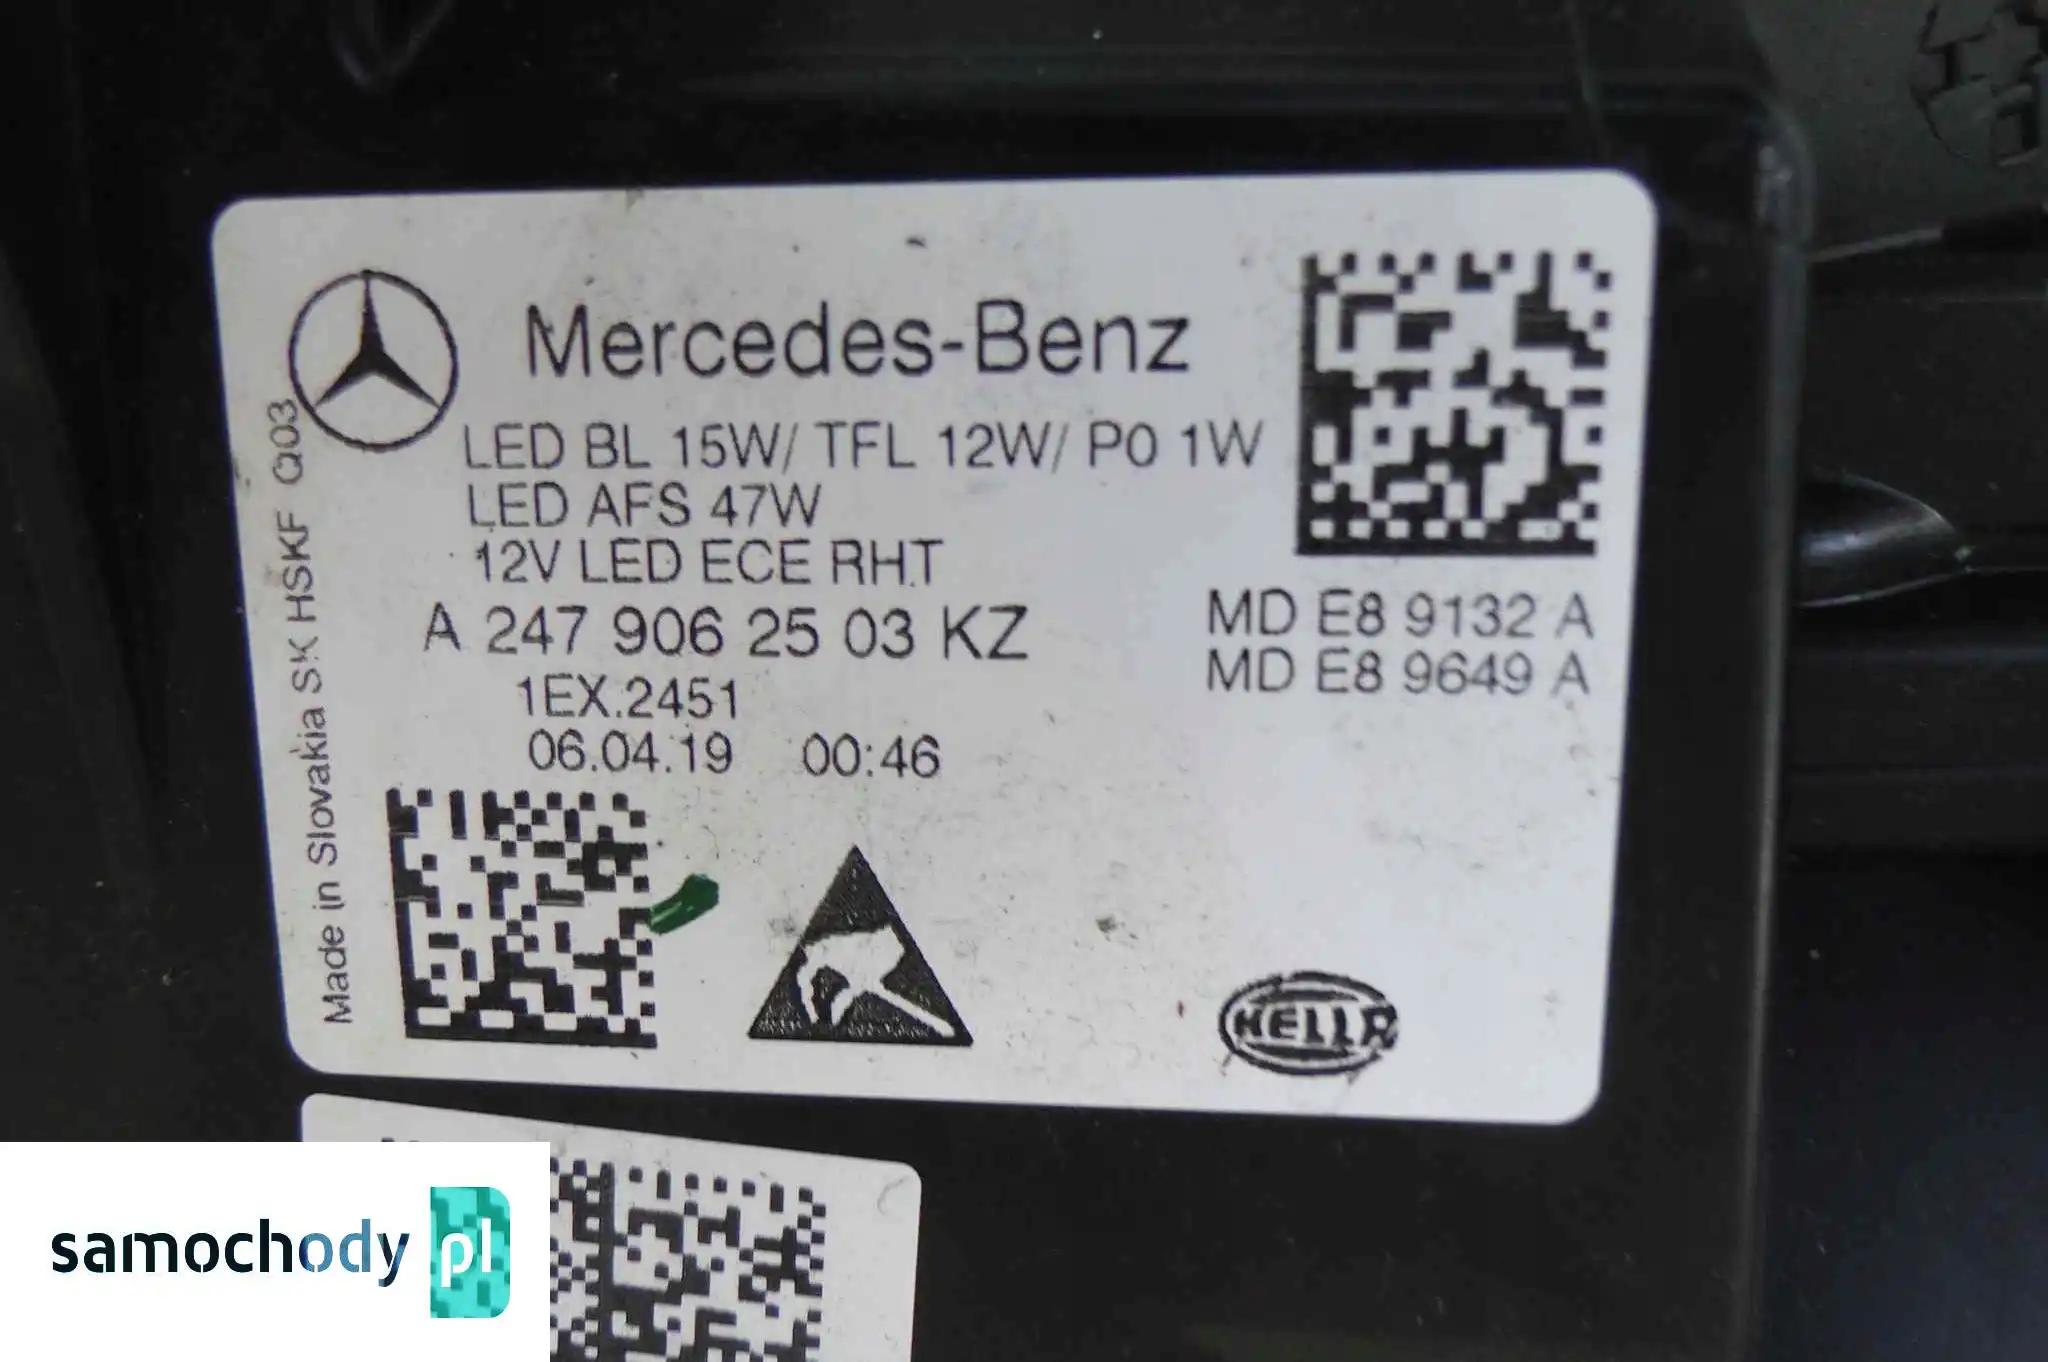 Mercedes-Benz
LED BL 15W/ TFL 12W/ P0 1W
LED AFS 47W
12V LED ECE RH.T
A 247 906 25 03 KZ
1EX.2451
06.04.19 00:46
MD E8 9132 A
MD E8 9649 A
Made in Slovakia SK HSKF Q03
HELLA
samochody pl